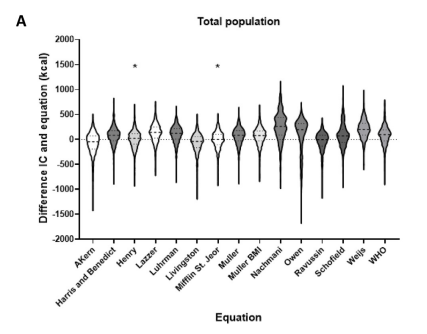 A
Total population
Difference IC and equation (kcal)
2000
1500
1000
500
0
-500
-1000
-1500
-2000
* *
AKern
Harris and Benedict
Henry
Lazzer
Luhrman
Livingston
Mifflin St. Jeor
Muller
Muller BMI
Nachmani
Owen
Ravussin
Schofield
Weijs
WHO
Equation